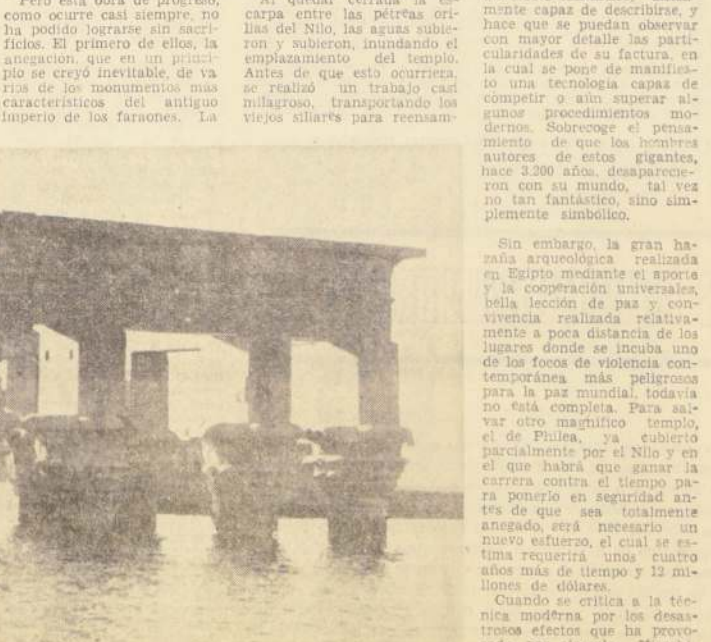 Pero esta obra de progreso,
como ocurre casi siempre, no
ha podido lograrse sin sacri-
ficios. El primero de ellos, la
anegación, que en un princi-
pio se creyó inevitable, de va
rios de los monumentos más
característicos del antiguo
imperio de los faraones. La
Al quedar cerrada la es-
carpa entre las pétreas ori-
llas del Nilo, las aguas subie-
ron y subieron, inundando el
emplazamiento del templo.
Antes de que esto ocurriera,
se realizó un trabajo casi
milagroso, transportando los
viejos sillares para reensam-
mente capaz de describirse, y
hace que se puedan observar
con mayor detalle las parti-
cularidades de su factura, en
la cual se pone de manifies-
to una tecnología capaz de
competir o aún superar al-
gunos procedimientos mo-
dernos. Sobrecoge el pensa-
miento de que los hombres
autores de estos gigantes,
hace 3.200 años, desaparecie-
ron con su mundo, tal vez
no tan fantástico, sino sim-
plemente simbólico.
Sin embargo, la gran ha-
zaña arqueológica realizada
en Egipto mediante el aporte
y la cooperación universales,
bella lección de paz y con-
vivencia realizada relativa-
mente a poca distancia de los
lugares donde se incuba uno
de los focos de violencia con-
temporánea más peligrosos
para la paz mundial, todavía
no está completa. Para sal-
var otro magnífico templo,
el de Philea, ya cubierto
parcialmente por el Nilo y en
el que habrá que ganar la
carrera contra el tiempo pa-
ra ponerlo en seguridad an-
tes de que sea totalmente
anegado, será necesario un
nuevo esfuerzo, el cual se es-
tima requerirá unos cuatro
años más de tiempo y 12 mi-
llones de dólares.
Cuando se critica a la téc-
nica moderna por los desas-
trosos efectos que ha provo-